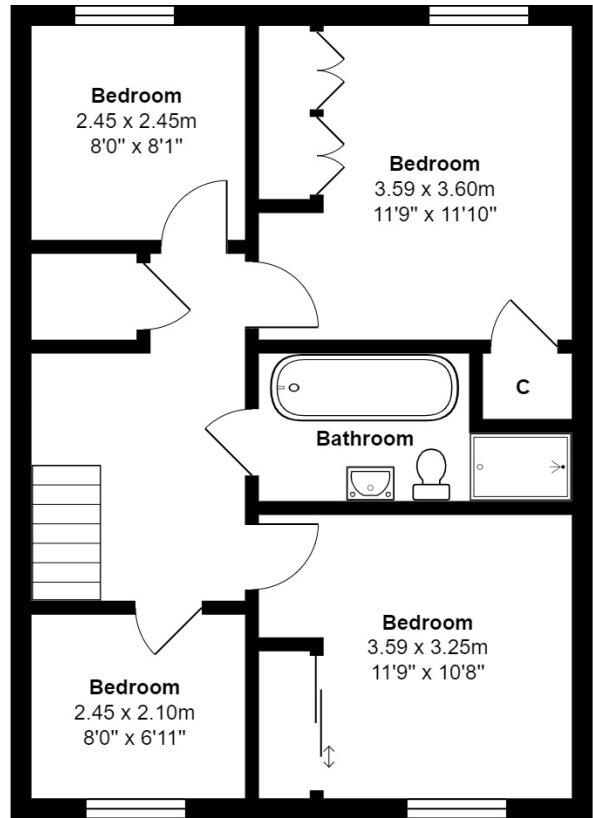 Bedroom
2.45 x 2.45m
8'0" x 8'1"
Bedroom
3.59 x 3.60m
11'9" x 11'10"
C
Bathroom
Bedroom
3.59 x 3.25m
11'9" x 10'8"
Bedroom
2.45 x 2.10m
8'0" x 6'11"